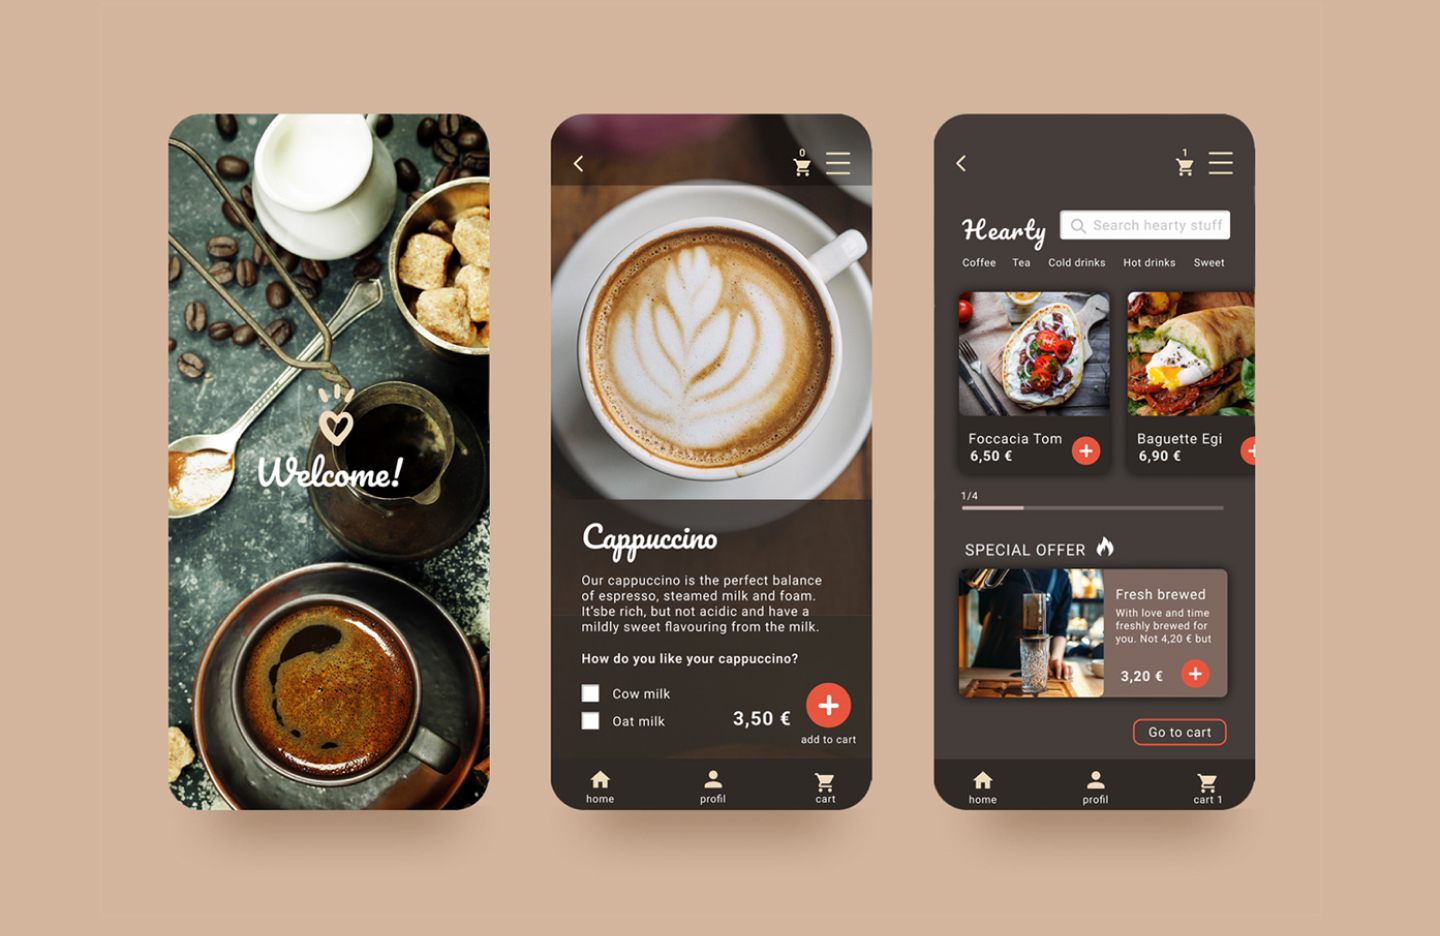 Welcome!
0
Cappuccino
Our cappuccino is the perfect balance
of espresso, steamed milk and foam.
It'sbe rich, but not acidic and have a
mildly sweet flavouring from the milk.
How do you like your cappuccino?
Cow milk
Oat milk
3,50 €
add to cart
home
profil
cart
1
Hearty
Search hearty stuff
Coffee Tea Cold drinks Hot drinks Sweet
Foccacia Tom
6,50 €
Baguette Egi
6,90 €
1/4
SPECIAL OFFER
Fresh brewed
With love and time
freshly brewed for
you. Not 4,20 € but
3,20 €
Go to cart
home
profil
cart 1